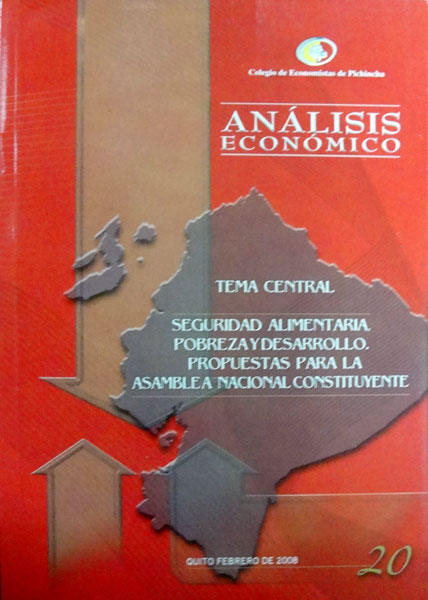 Colegio de Economistas de Pichincha
ANÁLISIS
ECONÓMICO
TEMA CENTRAL
SEGURIDAD ALIMENTARIA,
POBREZA Y DESARROLLO.
PROPUESTAS PARA LA
ASAMBLEA NACIONAL CONSTITUYENTE
QUITO FEBRERO DE 2008
20